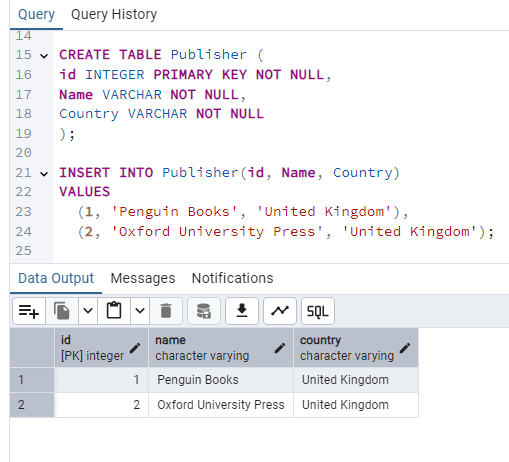 Query Query History
14
15 CREATE TABLE Publisher (
16 id INTEGER PRIMARY KEY NOT NULL,
17 Name VARCHAR NOT NULL,
18 Country VARCHAR NOT NULL
19 );
20
21 INSERT INTO Publisher(id, Name, Country)
22 VALUES
23 (1, 'Penguin Books', 'United Kingdom'),
24 (2, 'Oxford University Press', 'United Kingdom');
25
Data Output Messages Notifications
SQL
id name country
[PK] integer character varying character varying
1 1 Penguin Books United Kingdom
2 2 Oxford University Press United Kingdom